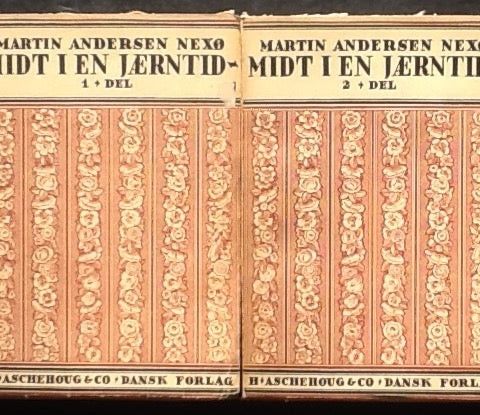 MARTIN ANDERSEN NEXØ
MIDT I EN JÆRNTID
1 + DEL
H+ASCHEHOUG & CO + DANSK FORLAG
MARTIN ANDERSEN NEXØ
MIDT I EN JÆRNTID
2 + DEL
H+ASCHEHOUG & CO + DANSK FORLAG